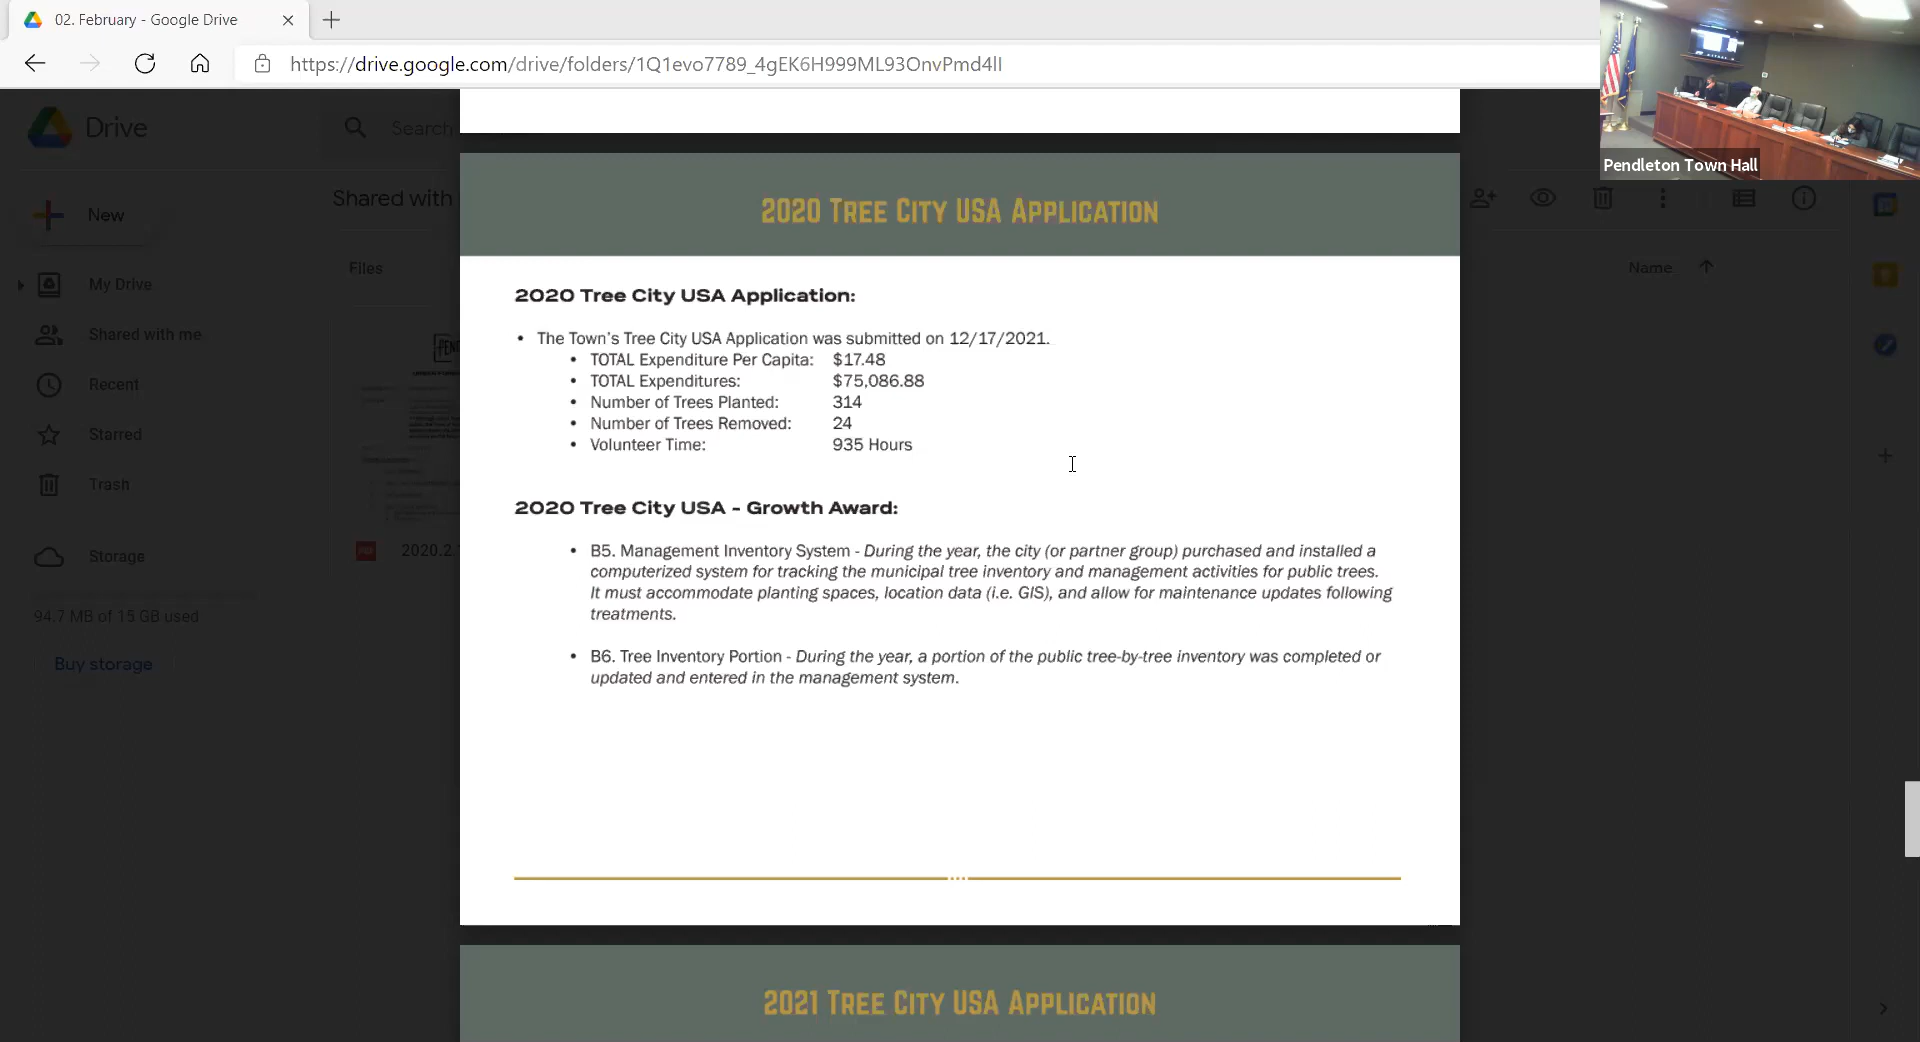 02. February - Google Drive
https://drive.google.com/drive/folders/1Q1evo7789_4gEK6H999ML93OnvPmd4lI
Pendleton Town Hall
Drive
Search
New
Shared with
My Drive
Files
Name
Shared with me
Recent
Starred
Trash
2020.2.
Storage
94.7 MB of 15 GB used
Buy storage
2020 TREE CITY USA APPLICATION
2020 Tree City USA Application:
• The Town's Tree City USA Application was submitted on 12/17/2021.
• TOTAL Expenditure Per Capita: $17.48
• TOTAL Expenditures: $75,086.88
• Number of Trees Planted: 314
• Number of Trees Removed: 24
• Volunteer Time: 935 Hours
2020 Tree City USA - Growth Award:
• B5. Management Inventory System - During the year, the city (or partner group) purchased and installed a
computerized system for tracking the municipal tree inventory and management activities for public trees.
It must accommodate planting spaces, location data (i.e. GIS), and allow for maintenance updates following
treatments.
• B6. Tree Inventory Portion - During the year, a portion of the public tree-by-tree inventory was completed or
updated and entered in the management system.
2021 TREE CITY USA APPLICATION